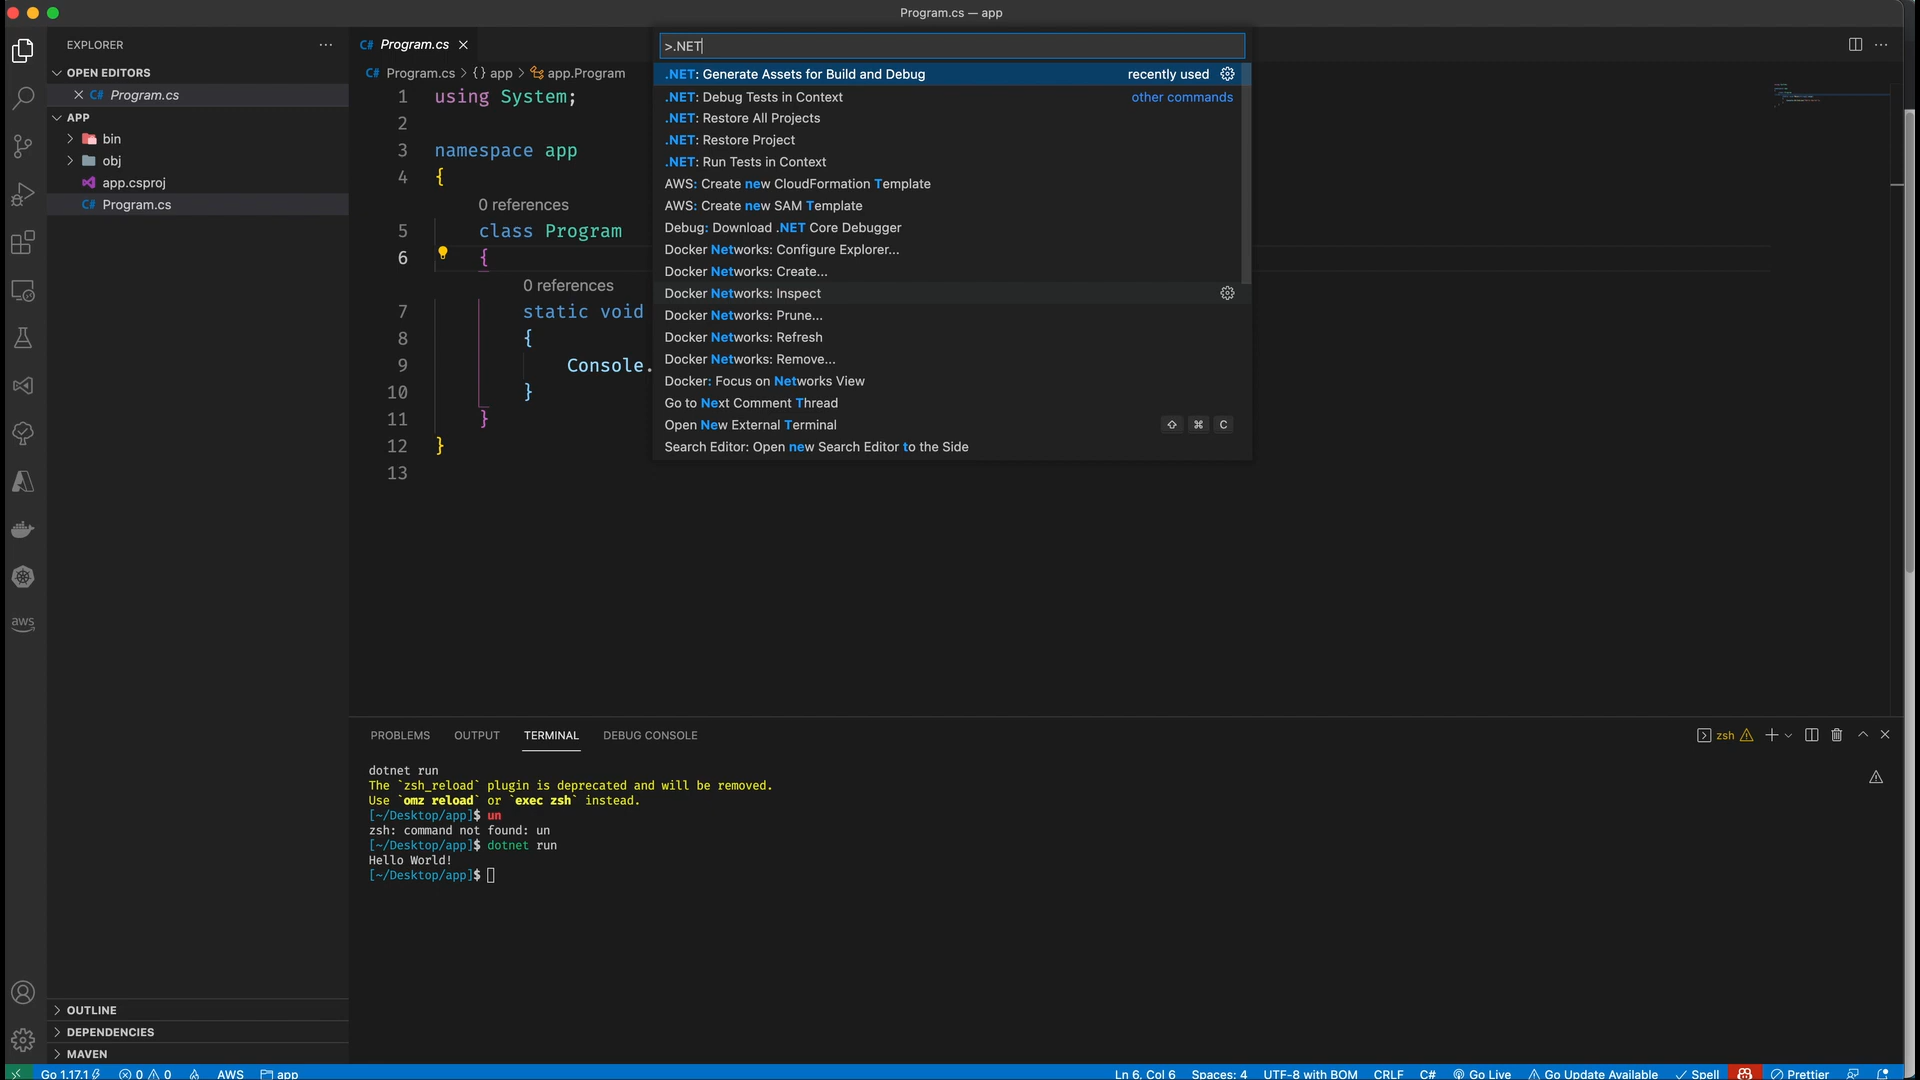 Program.cs — app
EXPLORER
OPEN EDITORS
C# Program.cs
APP
bin
obj
app.csproj
C# Program.cs
aws
OUTLINE
DEPENDENCIES
MAVEN
C# Program.cs
C# Program.cs > {} app > app.Program
1 using System;
2
3 namespace app
4 {
0 references
5 class Program
6 {
0 references
7 static void
8 {
9 Console.
10 }
11 }
12 }
13
>.NET
.NET: Generate Assets for Build and Debug recently used
.NET: Debug Tests in Context other commands
.NET: Restore All Projects
.NET: Restore Project
.NET: Run Tests in Context
AWS: Create new CloudFormation Template
AWS: Create new SAM Template
Debug: Download .NET Core Debugger
Docker Networks: Configure Explorer...
Docker Networks: Create...
Docker Networks: Inspect
Docker Networks: Prune...
Docker Networks: Refresh
Docker Networks: Remove...
Docker: Focus on Networks View
Go to Next Comment Thread
Open New External Terminal ⇧ ⌘ C
Search Editor: Open new Search Editor to the Side
PROBLEMS OUTPUT TERMINAL DEBUG CONSOLE
zsh
dotnet run
The `zsh_reload` plugin is deprecated and will be removed.
Use `omz reload` or `exec zsh` instead.
[~/Desktop/app]$ un
zsh: command not found: un
[~/Desktop/app]$ dotnet run
Hello World!
[~/Desktop/app]$
Go 1.17.1 0 0 AWS app Ln 6, Col 6 Spaces: 4 UTF-8 with BOM CRLF C# Go Live Go Update Available Spell Prettier